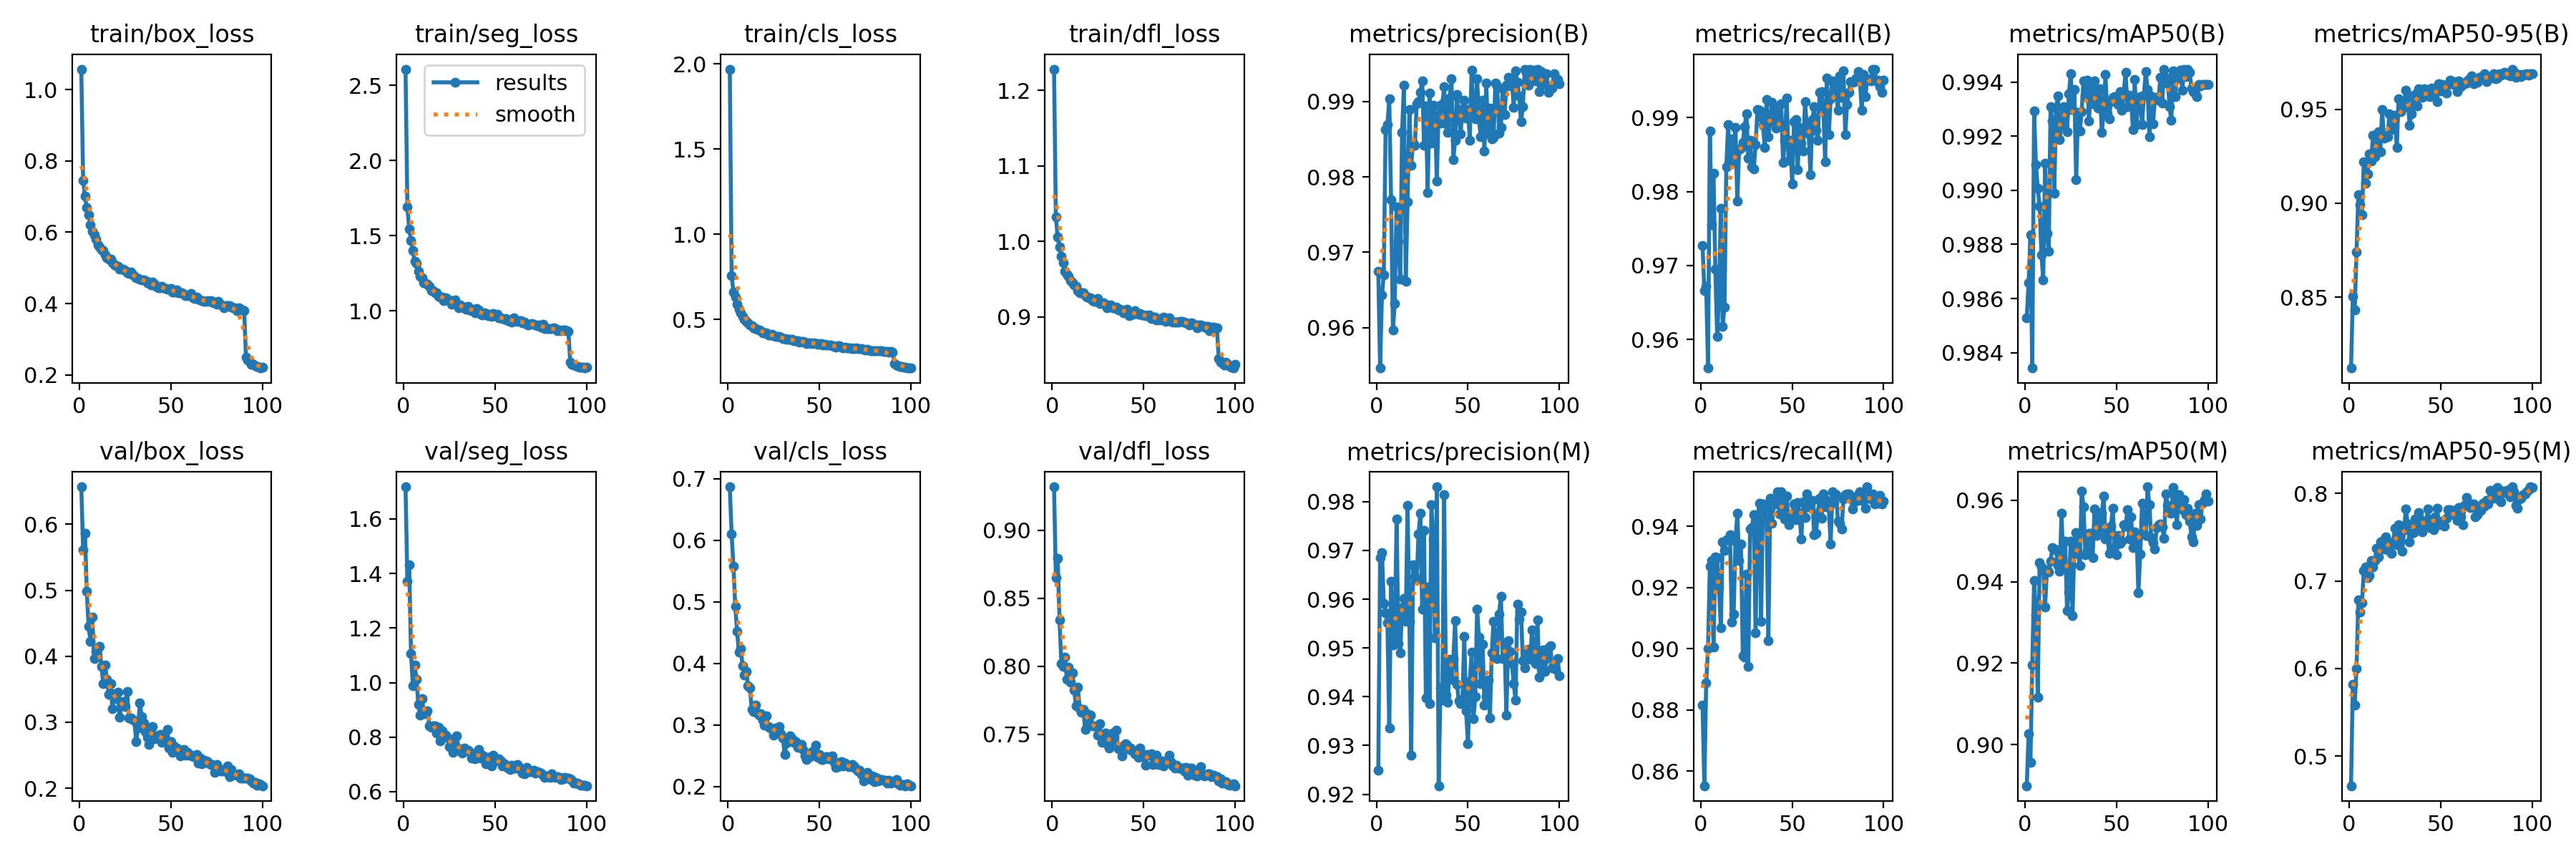 train/box_loss
train/seg_loss
train/cls_loss
train/dfl_loss
metrics/precision(B)
metrics/recall(B)
metrics/mAP50(B)
metrics/mAP50-95(B)
results
smooth
1.0
0.8
0.6
0.4
0.2
0 50 100
2.5
2.0
1.5
1.0
0 50 100
2.0
1.5
1.0
0.5
0 50 100
1.2
1.1
1.0
0.9
0 50 100
0.99
0.98
0.97
0.96
0 50 100
0.99
0.98
0.97
0.96
0 50 100
0.994
0.992
0.990
0.988
0.986
0.984
0 50 100
0.95
0.90
0.85
0 50 100
val/box_loss
val/seg_loss
val/cls_loss
val/dfl_loss
metrics/precision(M)
metrics/recall(M)
metrics/mAP50(M)
metrics/mAP50-95(M)
0.6
0.5
0.4
0.3
0.2
0 50 100
1.6
1.4
1.2
1.0
0.8
0.6
0 50 100
0.7
0.6
0.5
0.4
0.3
0.2
0 50 100
0.90
0.85
0.80
0.75
0 50 100
0.98
0.97
0.96
0.95
0.94
0.93
0.92
0 50 100
0.94
0.92
0.90
0.88
0.86
0 50 100
0.96
0.94
0.92
0.90
0 50 100
0.8
0.7
0.6
0.5
0 50 100